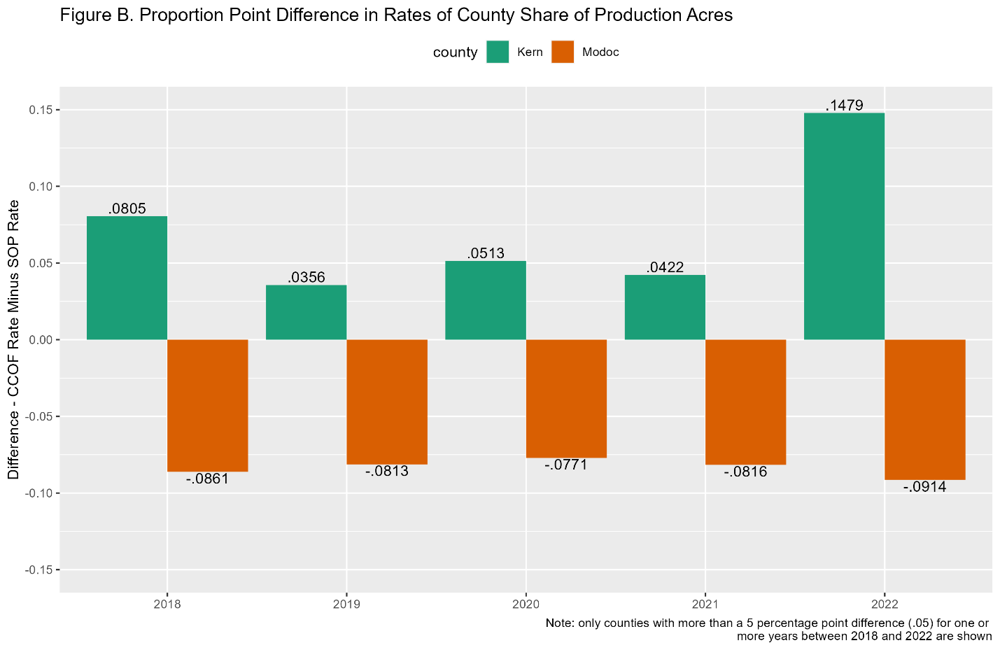 Figure B. Proportion Point Difference in Rates of County Share of Production Acres
county Kern Modoc
Difference - CCOF Rate Minus SOP Rate
0.15
0.10
0.05
0.00
-0.05
-0.10
-0.15
.0805
-.0861
.0356
-.0813
.0513
-.0771
.0422
-.0816
.1479
-.0914
2018 2019 2020 2021 2022
Note: only counties with more than a 5 percentage point difference (.05) for one or
more years between 2018 and 2022 are shown